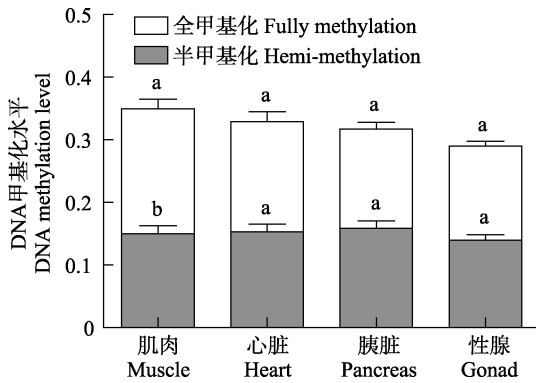 DNA甲基化水平
DNA methylation level
0.5
0.4
0.3
0.2
0.1
0
全甲基化 Fully methylation
半甲基化 Hemi-methylation
a
a
a
a
b
a
a
a
肌肉
Muscle
心脏
Heart
胰脏
Pancreas
性腺
Gonad